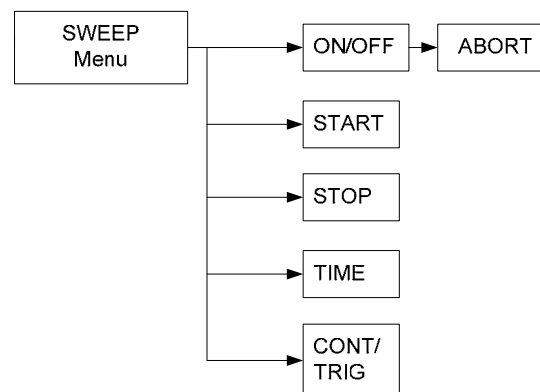 SWEEP
Menu
ON/OFF
ABORT
START
STOP
TIME
CONT/
TRIG